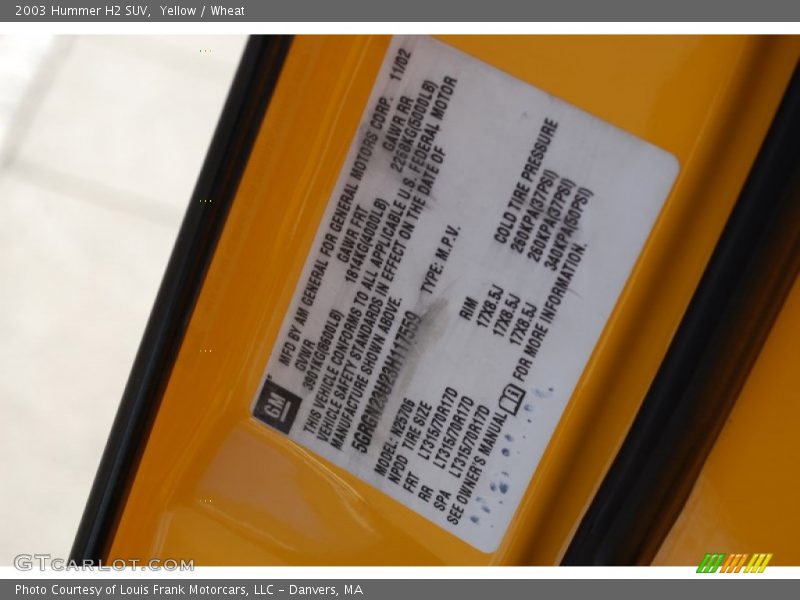 2003 Hummer H2 SUV,  Yellow / Wheat
GM
MFD BY AM GENERAL FOR GENERAL MOTORS CORP. 11/02
GVWR GAWR FRT GAWR RR
3901KG(8600LB) 1814KG(4000LB) 2268KG(5000LB)
THIS VEHICLE CONFORMS TO ALL APPLICABLE U.S. FEDERAL MOTOR
VEHICLE SAFETY STANDARDS IN EFFECT ON THE DATE OF
MANUFACTURE SHOWN ABOVE.
TYPE: M.P.V.
MODEL: N25706
NPOD TIRE SIZE RIM COLD TIRE PRESSURE
FRT LT315/70R17D 17X8.5J 260KPA(37PSI)
RR LT315/70R17D 17X8.5J 260KPA(37PSI)
SPA LT315/70R17D 17X8.5J 340KPA(50PSI)
SEE OWNER'S MANUAL FOR MORE INFORMATION.
GTCARLOT.COM
Photo Courtesy of Louis Frank Motorcars, LLC - Danvers, MA